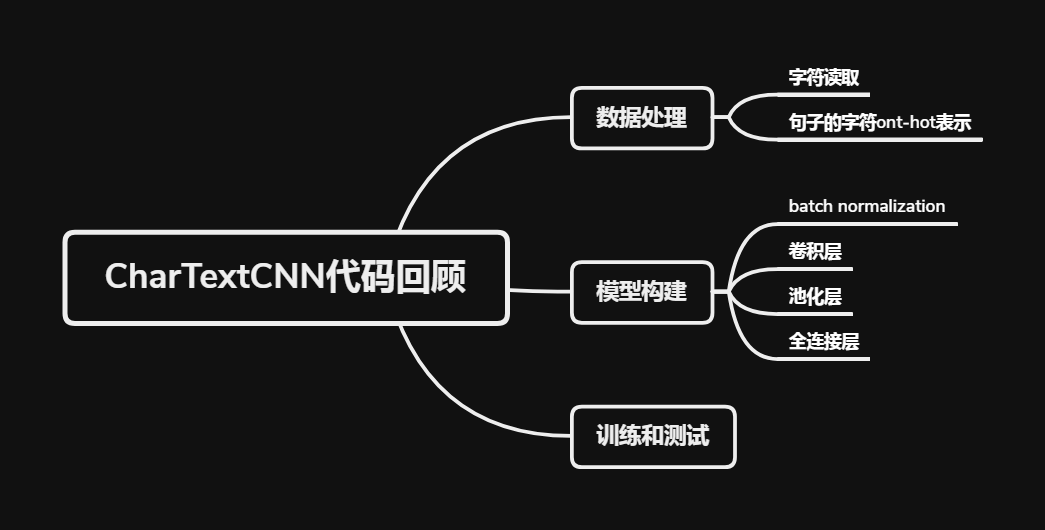 CharTextCNN代码回顾
数据处理
字符读取
句子的字符ont-hot表示
模型构建
batch normalization
卷积层
池化层
全连接层
训练和测试